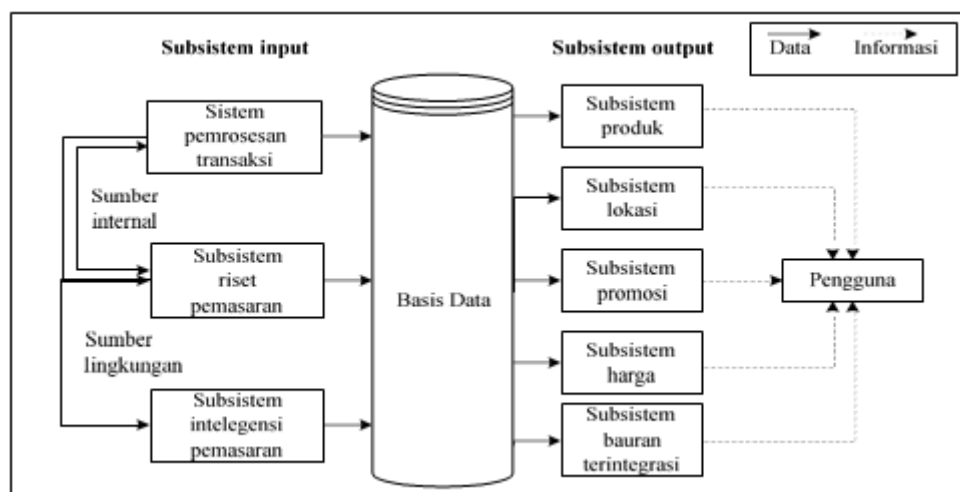 Subsistem input
Subsistem output
Data
Informasi
Sistem
pemrosesan
transaksi
Sumber
internal
Subsistem
riset
pemasaran
Sumber
lingkungan
Subsistem
intelegensi
pemasaran
Basis Data
Subsistem
produk
Subsistem
lokasi
Subsistem
promosi
Subsistem
harga
Subsistem
bauran
terintegrasi
Pengguna